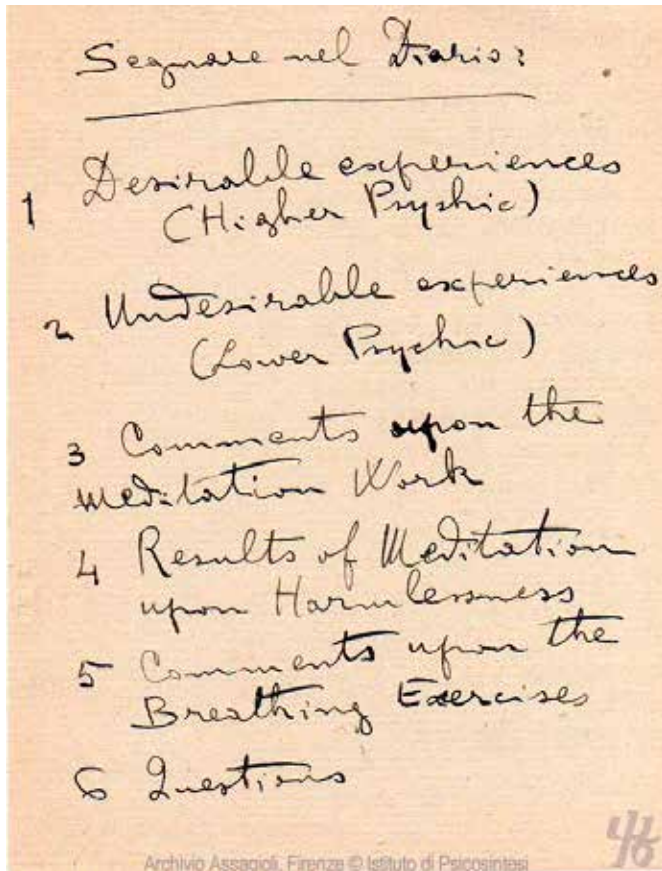 Segnare nel Diario:
1 Desirable experiences
(Higher Psychic)
2 Undesirable experiences
(Lower Psychic)
3 Comments upon the
Meditation Work
4 Results of Meditation
upon Harmlessness
5 Comments upon the
Breathing Exercises
6 Questions
Archivio Assagioli, Firenze © Istituto di Psicosintesi